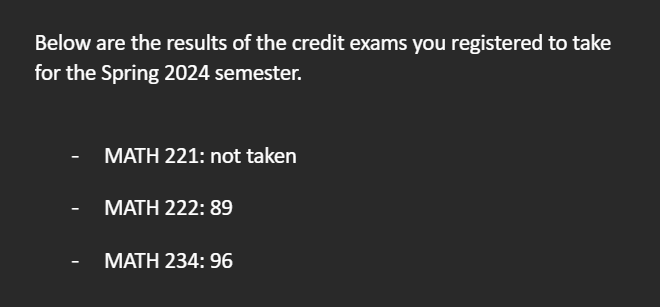 Below are the results of the credit exams you registered to take
for the Spring 2024 semester.
- MATH 221: not taken
- MATH 222: 89
- MATH 234: 96